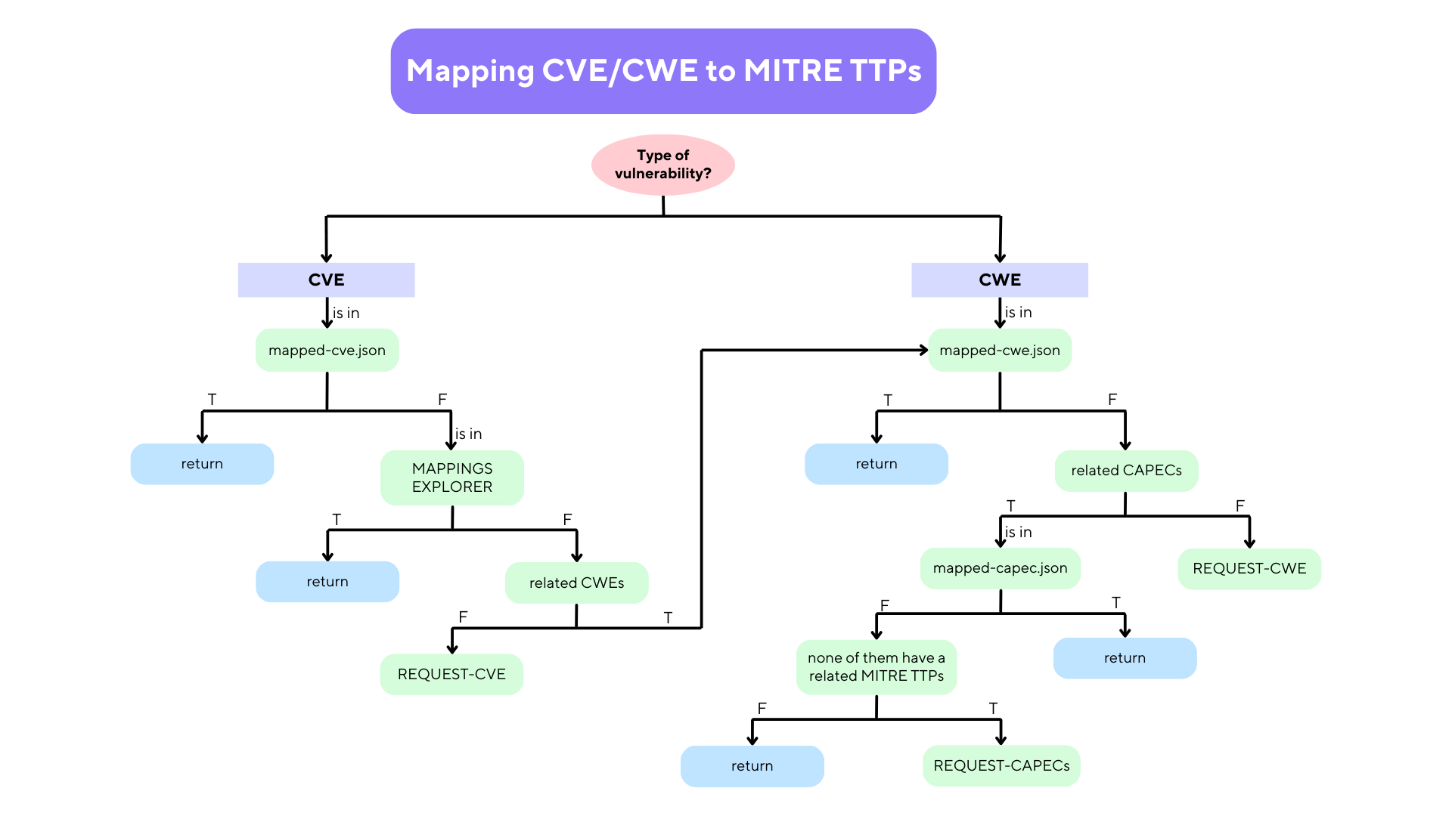 Mapping CVE/CWE to MITRE TTPs
Type of
vulnerability?
CVE
CWE
is in
is in
mapped-cve.json
mapped-cwe.json
T
F
T
F
is in
return
return
MAPPINGS
EXPLORER
related CAPECs
T
F
T
F
is in
return
related CWEs
mapped-capec.json
REQUEST-CWE
F
T
F
T
REQUEST-CVE
none of them have a
related MITRE TTPs
return
F
T
return
REQUEST-CAPECs